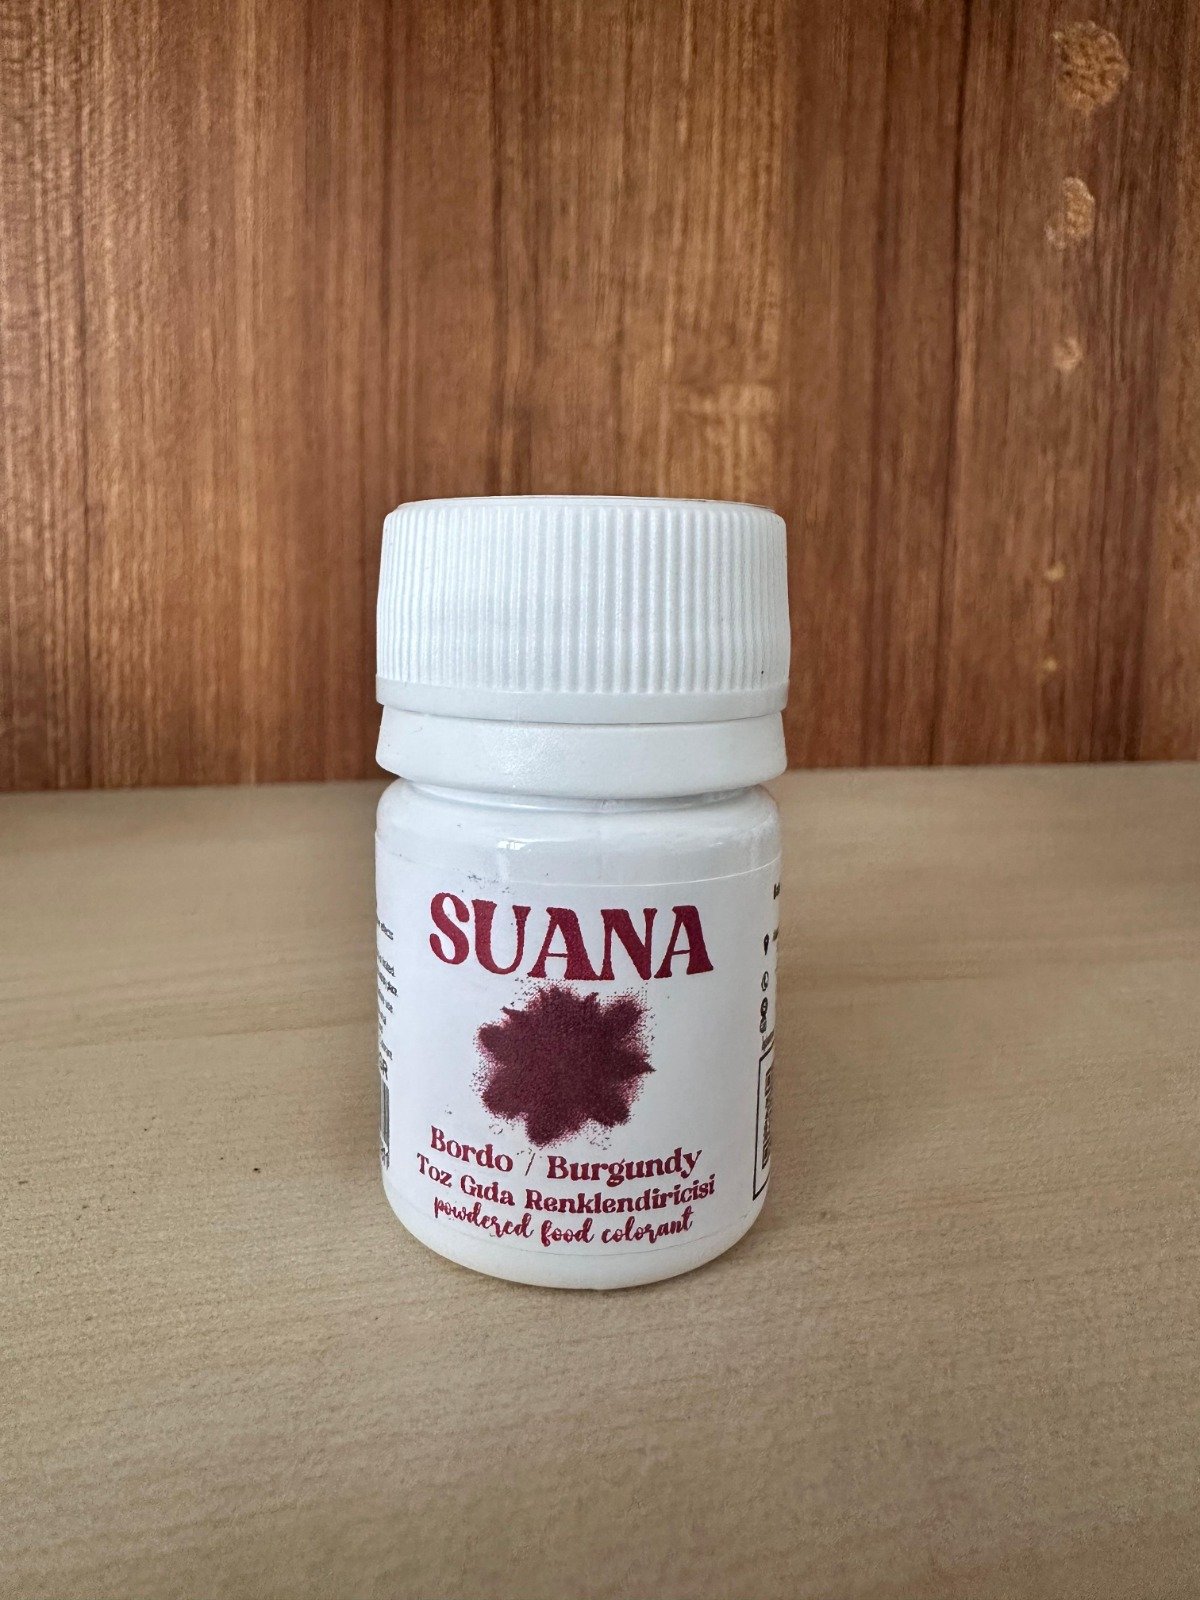 SUANA
Bordo / Burgundy
Toz Gıda Renklendiricisi
powdered food colorant